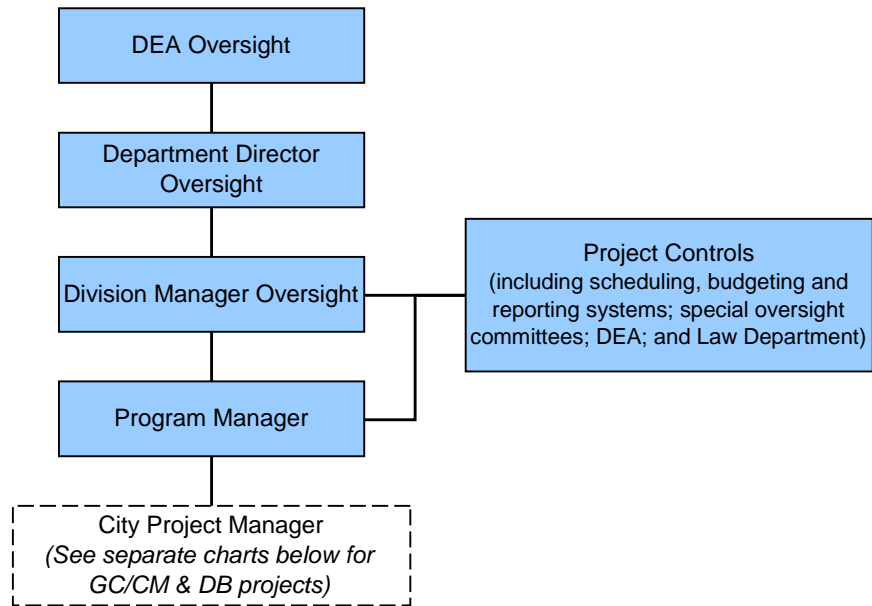 DEA Oversight
Department Director
Oversight
Division Manager Oversight
Project Controls
(including scheduling, budgeting and
reporting systems; special oversight
committees; DEA; and Law Department)
Program Manager
City Project Manager
(See separate charts below for
GC/CM & DB projects)